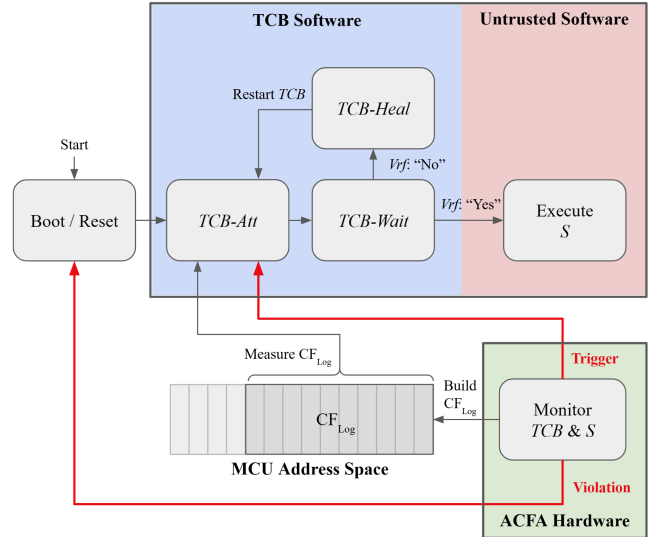 TCB Software
Untrusted Software
Restart TCB
TCB-Heal
Start
Vrf: “No”
Boot / Reset
TCB-Att
TCB-Wait
Vrf: “Yes”
Execute
S
Measure CFLog
Trigger
Build
CFLog
CFLog
Monitor
TCB & S
MCU Address Space
Violation
ACFA Hardware